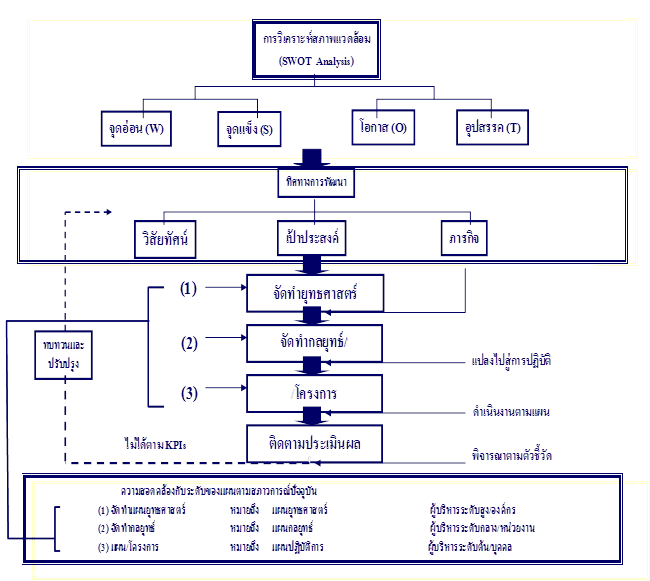 การวิเคราะห์สภาพแวดล้อม
(SWOT Analysis)
จุดอ่อน (W)
จุดแข็ง (S)
โอกาส (O)
อุปสรรค (T)
ทิศทางการพัฒนา
วิสัยทัศน์
เป้าประสงค์
ภารกิจ
(1)
จัดทำยุทธศาสตร์
(2)
จัดทำกลยุทธ์/
ทบทวนและ
ปรับปรุง
แปลงไปสู่การปฏิบัติ
(3)
/โครงการ
ดำเนินงานตามแผน
ไม่ได้ตาม KPIs
ติดตามประเมินผล
พิจารณาตามตัวชี้วัด
ความสอดคล้องกับระดับของแผนตามสภาวการณ์ปัจจุบัน
(1) จัดทำแผนยุทธศาสตร์ หมายถึง แผนยุทธศาสตร์ ผู้บริหารระดับสูง/องค์กร
(2) จัดทำกลยุทธ์ หมายถึง แผนกลยุทธ์ ผู้บริหารระดับกลาง/หน่วยงาน
(3) แผน/โครงการ หมายถึง แผนปฏิบัติการ ผู้บริหารระดับต้น/บุคคล